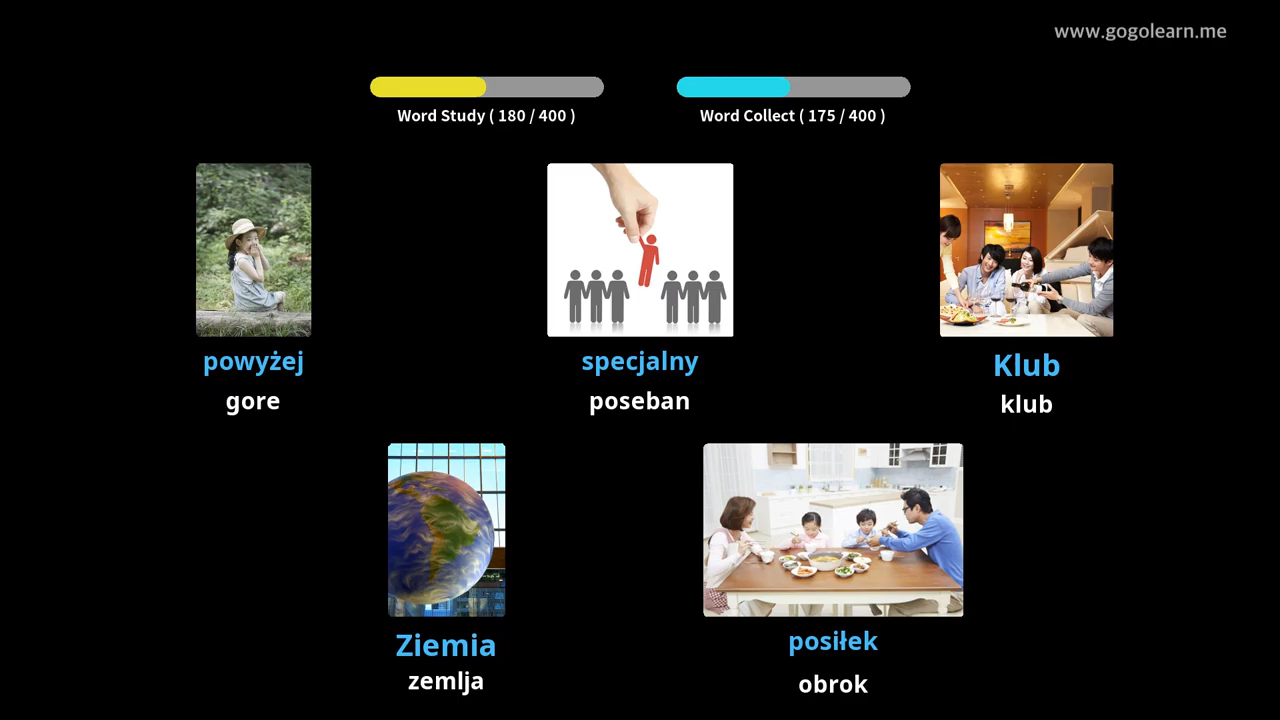 www.gogolearn.me
Word Study ( 180 / 400 )
Word Collect ( 175 / 400 )
powyżej
gore
specjalny
poseban
Klub
klub
Ziemia
zemlja
posiłek
obrok